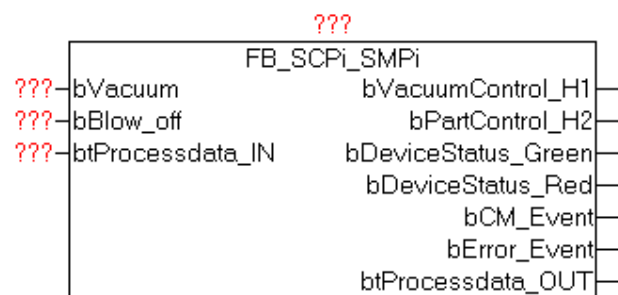 ???
FB_SCPi_SMPi
???bVacuum bVacuumControl_H1
???bBlow_off bPartControl_H2
???btProcessdata_IN bDeviceStatus_Green
bDeviceStatus_Red
bCM_Event
bError_Event
btProcessdata_OUT